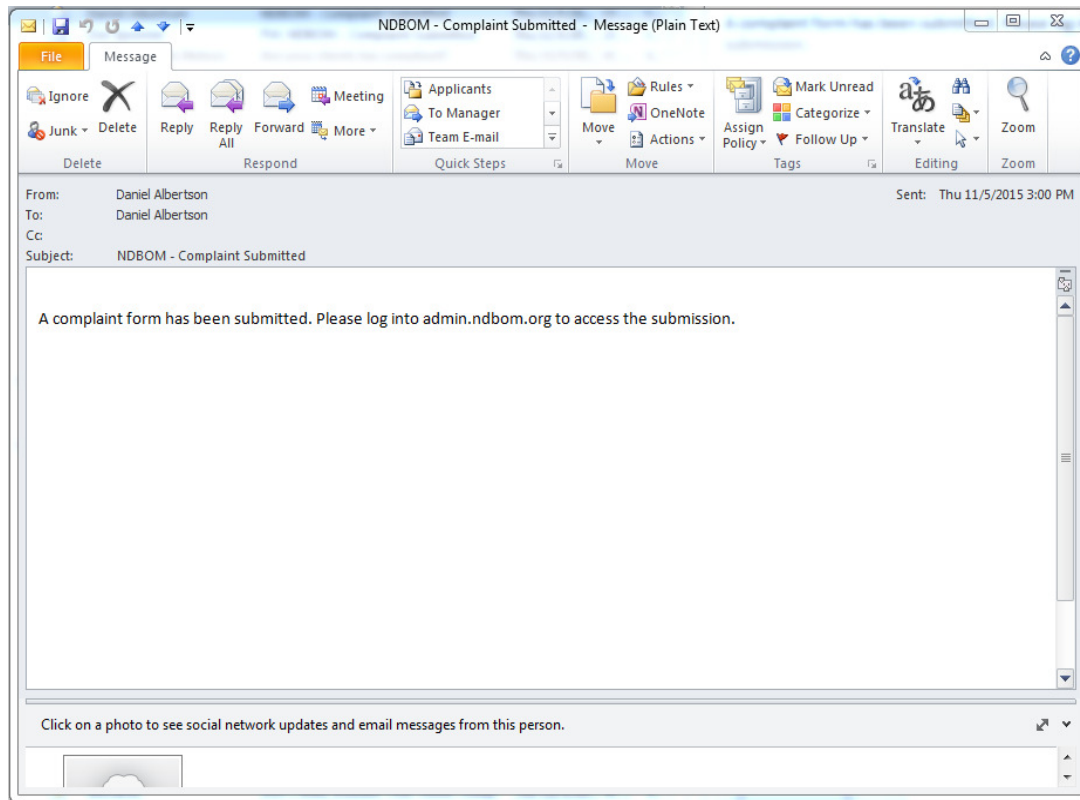 NDBOM - Complaint Submitted - Message (Plain Text)
File Message
Ignore
Junk
Delete
Delete
Reply
Reply All
Forward
Meeting
More
Respond
Applicants
To Manager
Team E-mail
Quick Steps
Move
Rules
OneNote
Actions
Move
Assign Policy
Mark Unread
Categorize
Follow Up
Tags
Translate
Editing
Zoom
Zoom
From: Daniel Albertson Sent: Thu 11/5/2015 3:00 PM
To: Daniel Albertson
Cc:
Subject: NDBOM - Complaint Submitted
A complaint form has been submitted. Please log into admin.ndbom.org to access the submission.
Click on a photo to see social network updates and email messages from this person.